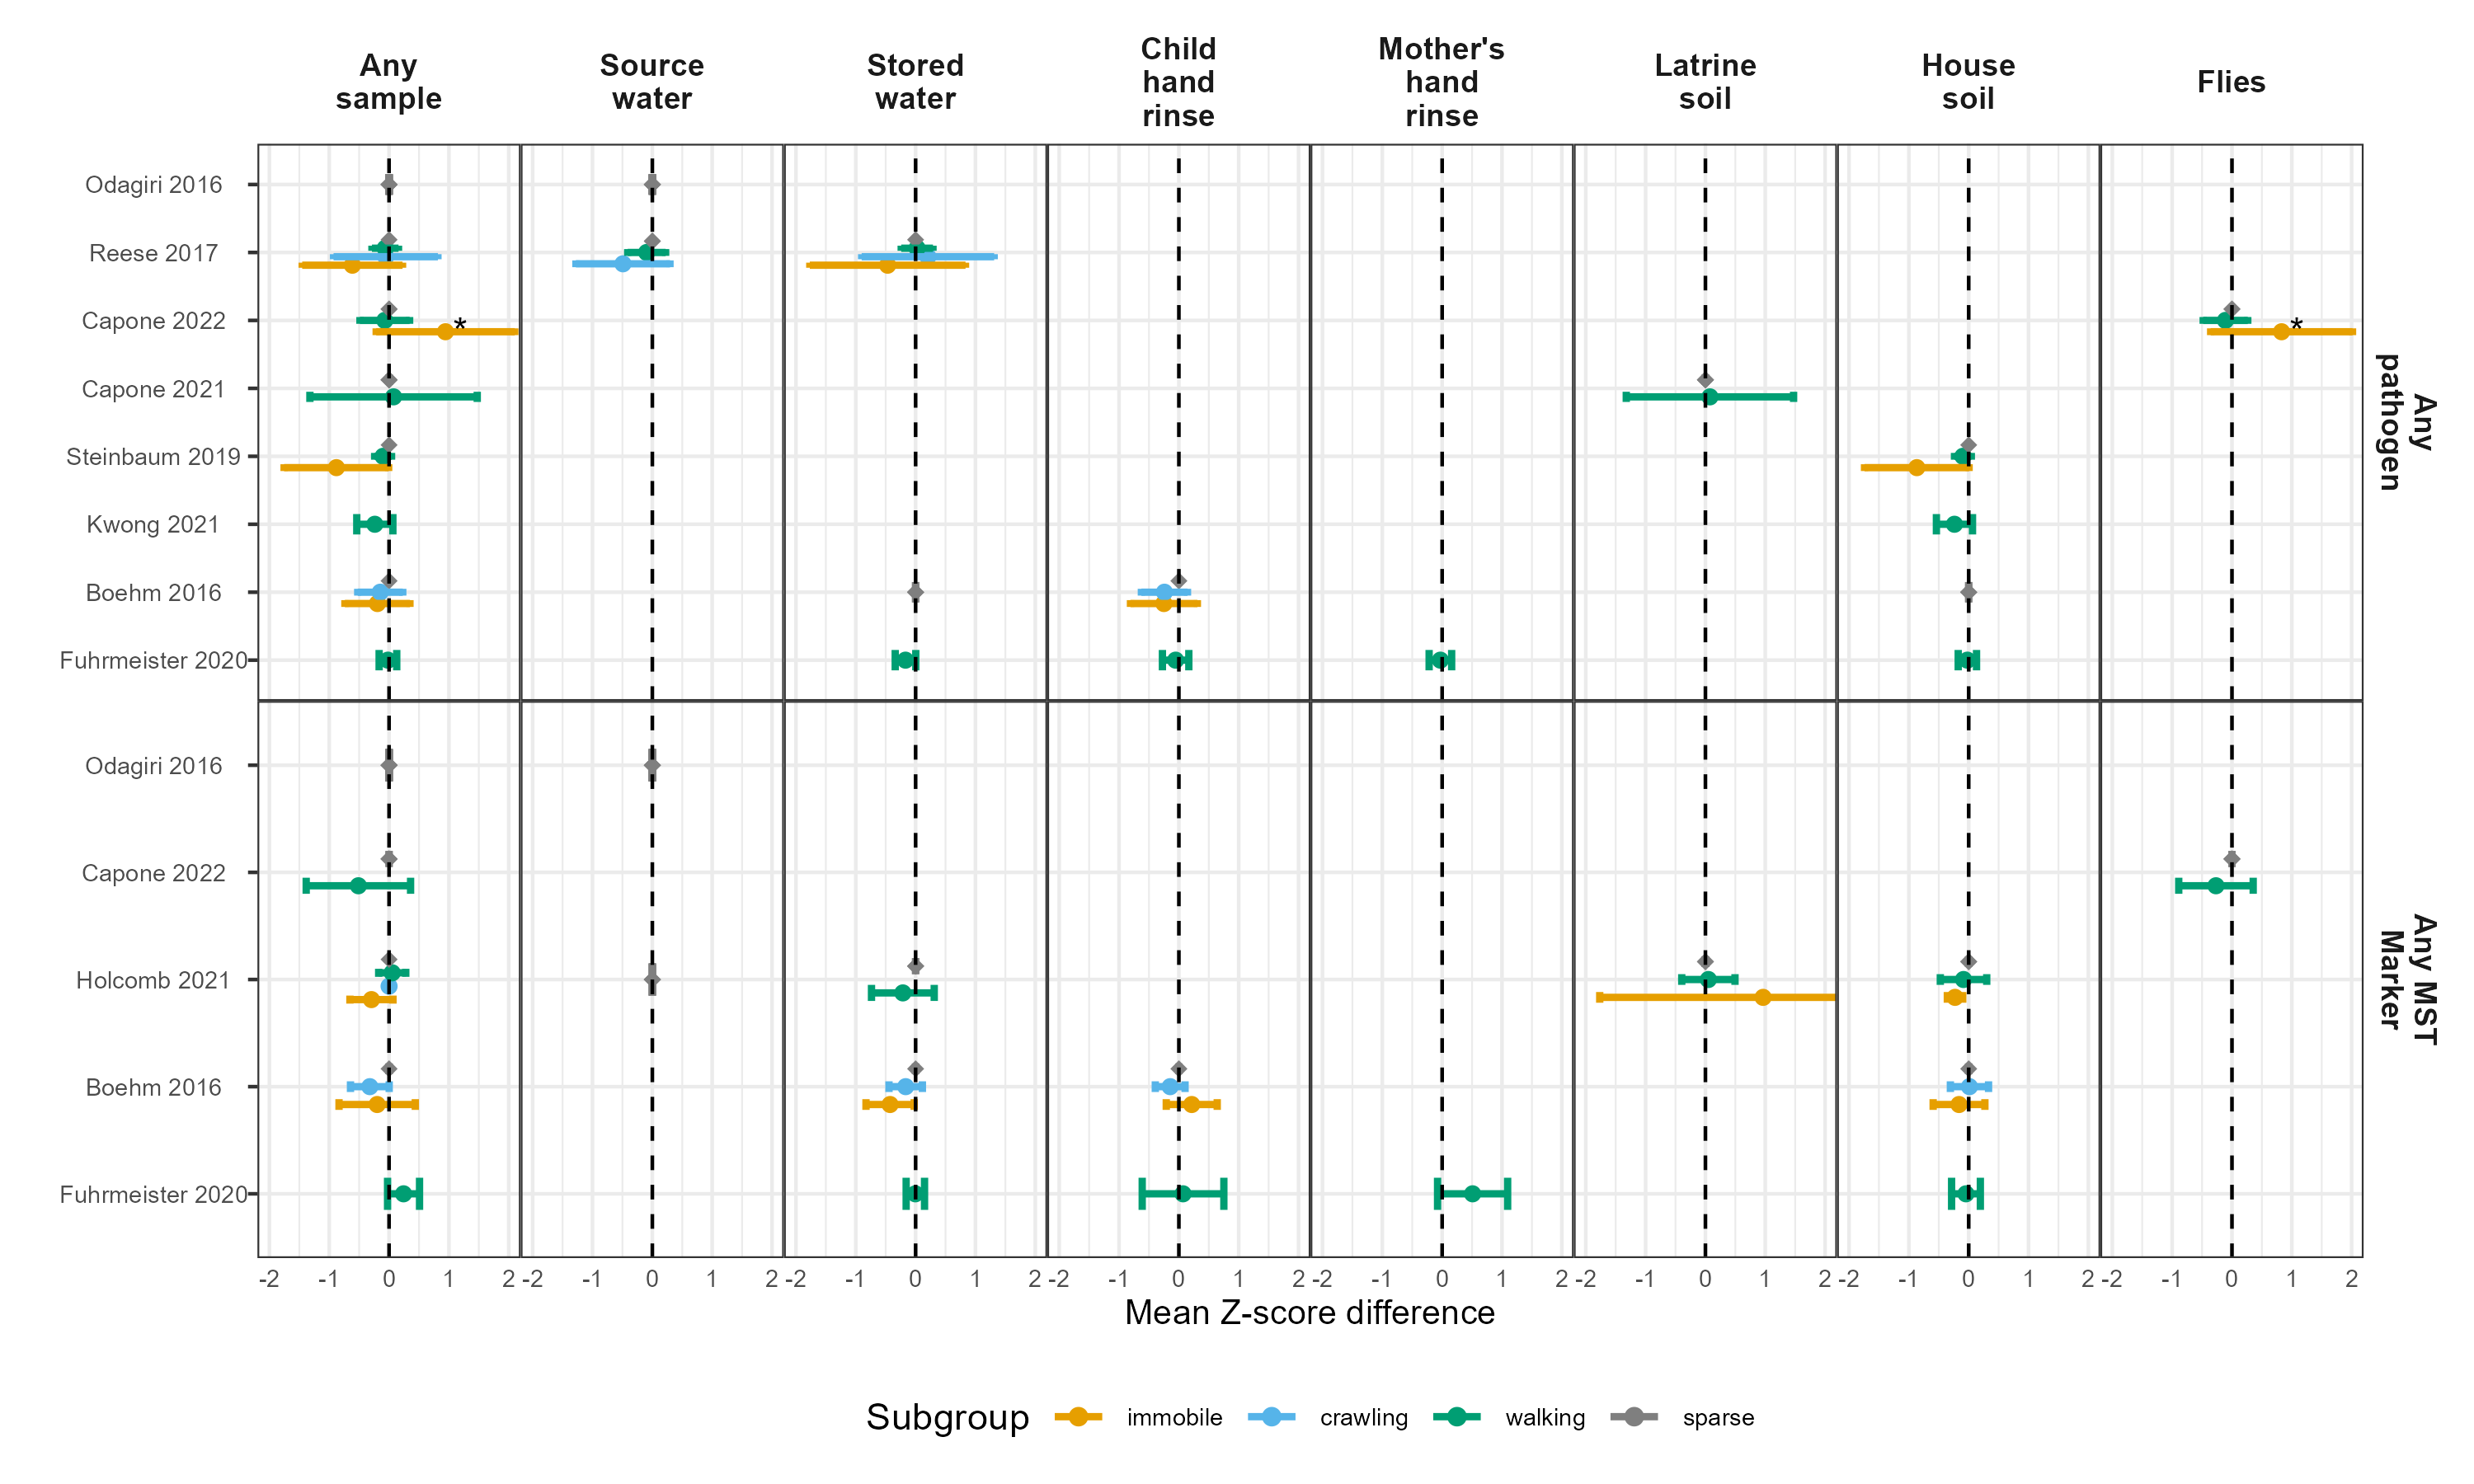 Any
sample
Source
water
Stored
water
Child
hand
rinse
Mother's
hand
rinse
Latrine
soil
House
soil
Flies
Odagiri 2016
Reese 2017
Capone 2022
*
*
Capone 2021
Steinbaum 2019
Kwong 2021
Boehm 2016
Fuhrmeister 2020
Any
pathogen
Odagiri 2016
Capone 2022
Holcomb 2021
Boehm 2016
Fuhrmeister 2020
Any MST
Marker
-2 -1 0 1 2 -2 -1 0 1 2 -2 -1 0 1 2 -2 -1 0 1 2 -2 -1 0 1 2 -2 -1 0 1 2 -2 -1 0 1 2 -2 -1 0 1 2
Mean Z-score difference
Subgroup immobile crawling walking sparse